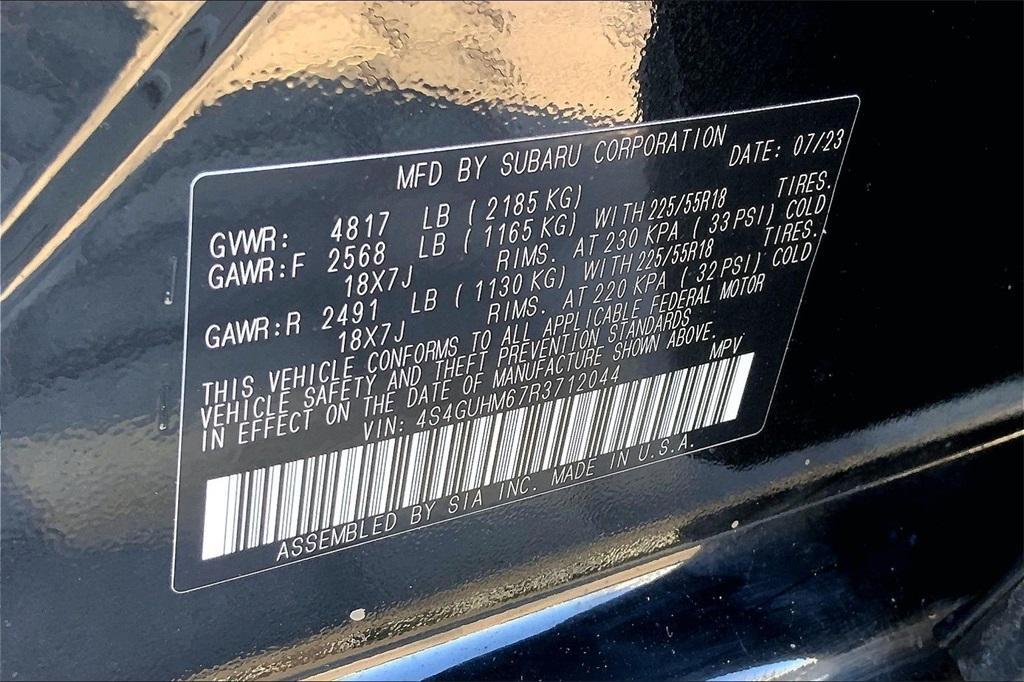 MFD BY SUBARU CORPORATION
DATE: 07/23
GVWR: 4817 LB (2185 KG)
GAWR:F 2568 LB (1165 KG) WITH 225/55R18 TIRES.
18X7J RIMS. AT 230 KPA (33 PSI) COLD
GAWR:R 2491 LB (1130 KG) WITH 225/55R18 TIRES.
18X7J RIMS. AT 220 KPA (32 PSI) COLD
THIS VEHICLE CONFORMS TO ALL APPLICABLE FEDERAL MOTOR
VEHICLE SAFETY AND THEFT PREVENTION STANDARDS
IN EFFECT ON THE DATE OF MANUFACTURE SHOWN ABOVE.
VIN: 4S4GUHM67R3712044 MPV
ASSEMBLED BY SIA INC. MADE IN U.S.A.